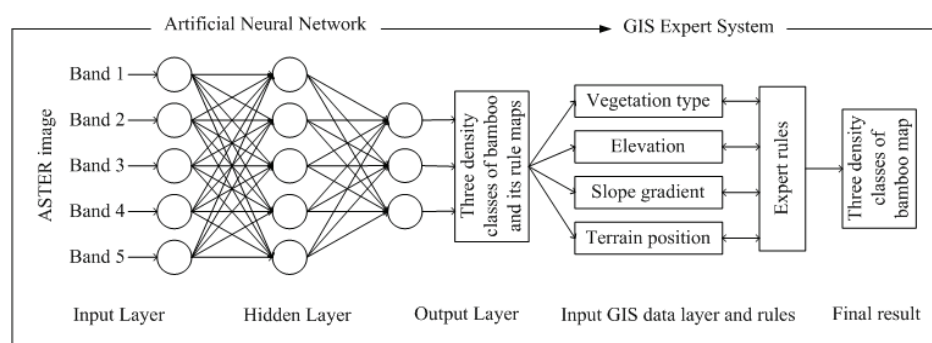 Artificial Neural Network
GIS Expert System
ASTER image
Band 1
Band 2
Band 3
Band 4
Band 5
Three density
classes of bamboo
and its rule maps
Vegetation type
Elevation
Slope gradient
Terrain position
Expert rules
Three density
classes of
bamboo map
Input Layer
Hidden Layer
Output Layer
Input GIS data layer and rules
Final result